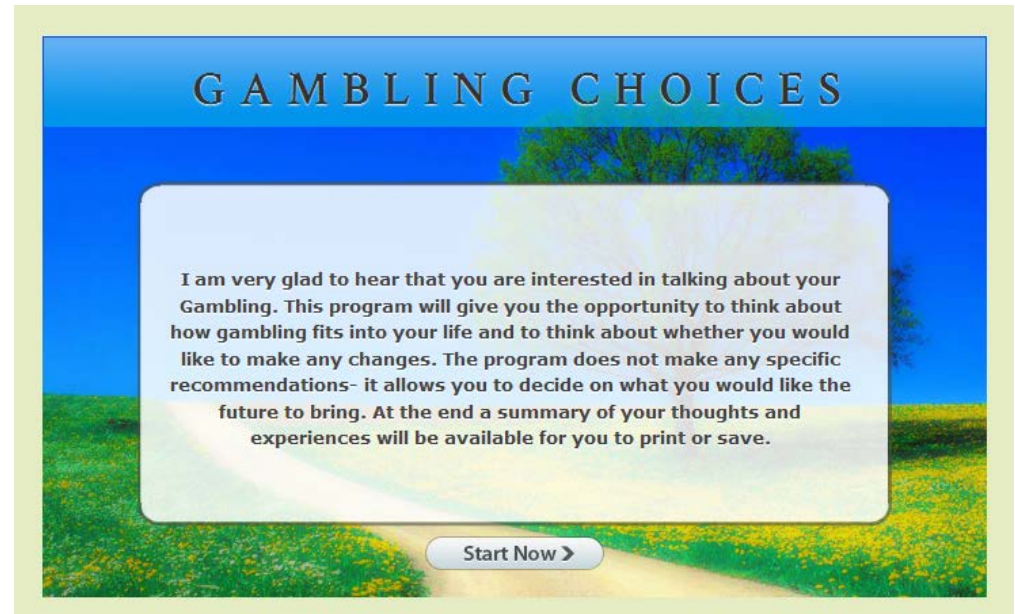 GAMBLING CHOICES
I am very glad to hear that you are interested in talking about your
Gambling. This program will give you the opportunity to think about
how gambling fits into your life and to think about whether you would
like to make any changes. The program does not make any specific
recommendations- it allows you to decide on what you would like the
future to bring. At the end a summary of your thoughts and
experiences will be available for you to print or save.
Start Now >